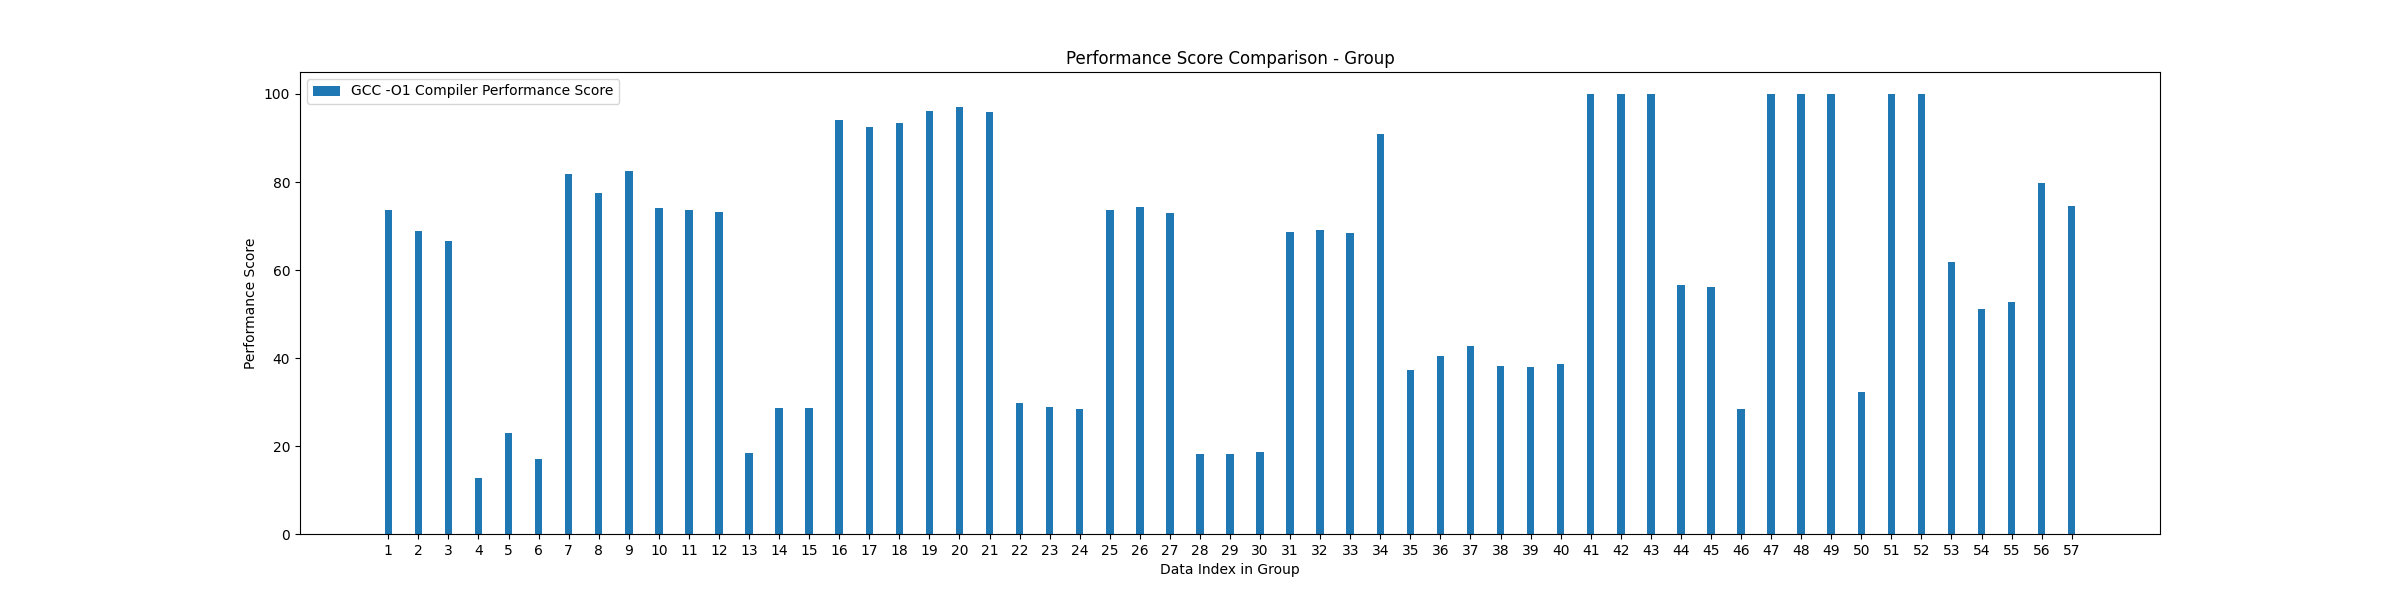 Performance Score Comparison - Group
GCC -O1 Compiler Performance Score
Performance Score
100
80
60
40
20
0
1 2 3 4 5 6 7 8 9 10 11 12 13 14 15 16 17 18 19 20 21 22 23 24 25 26 27 28 29 30 31 32 33 34 35 36 37 38 39 40 41 42 43 44 45 46 47 48 49 50 51 52 53 54 55 56 57
Data Index in Group